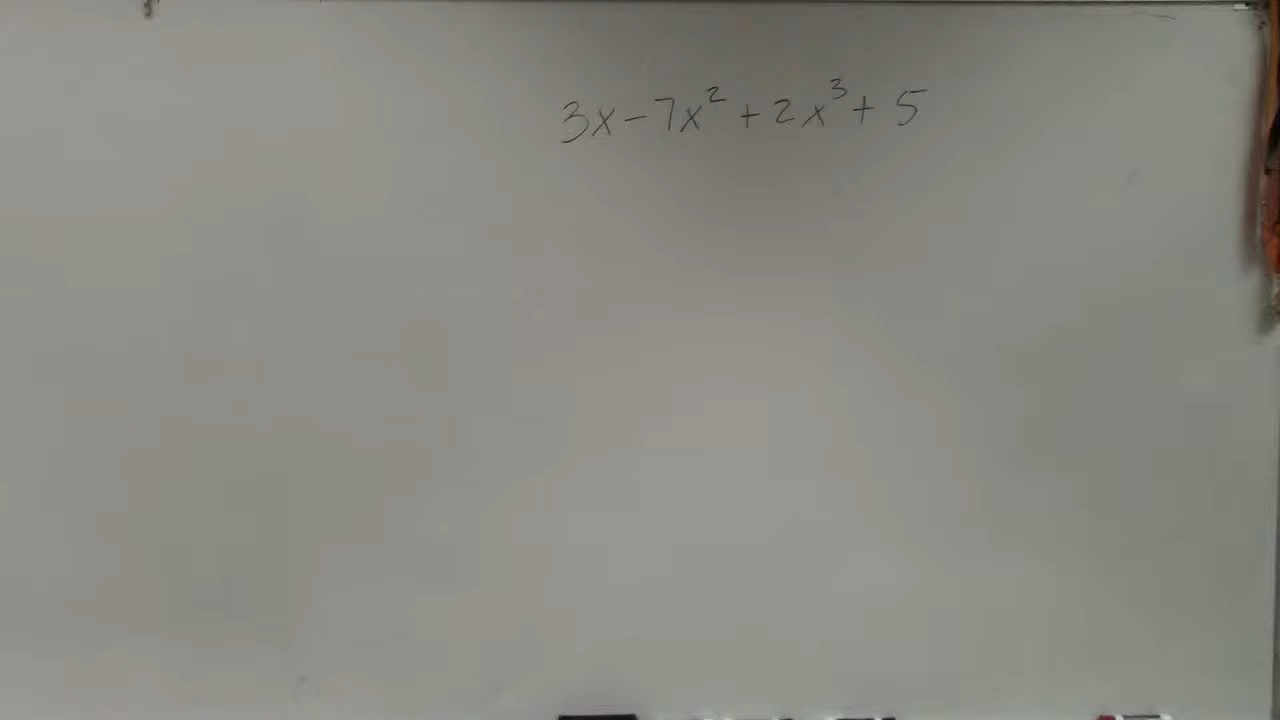 3x - 7x² + 2x³ + 5